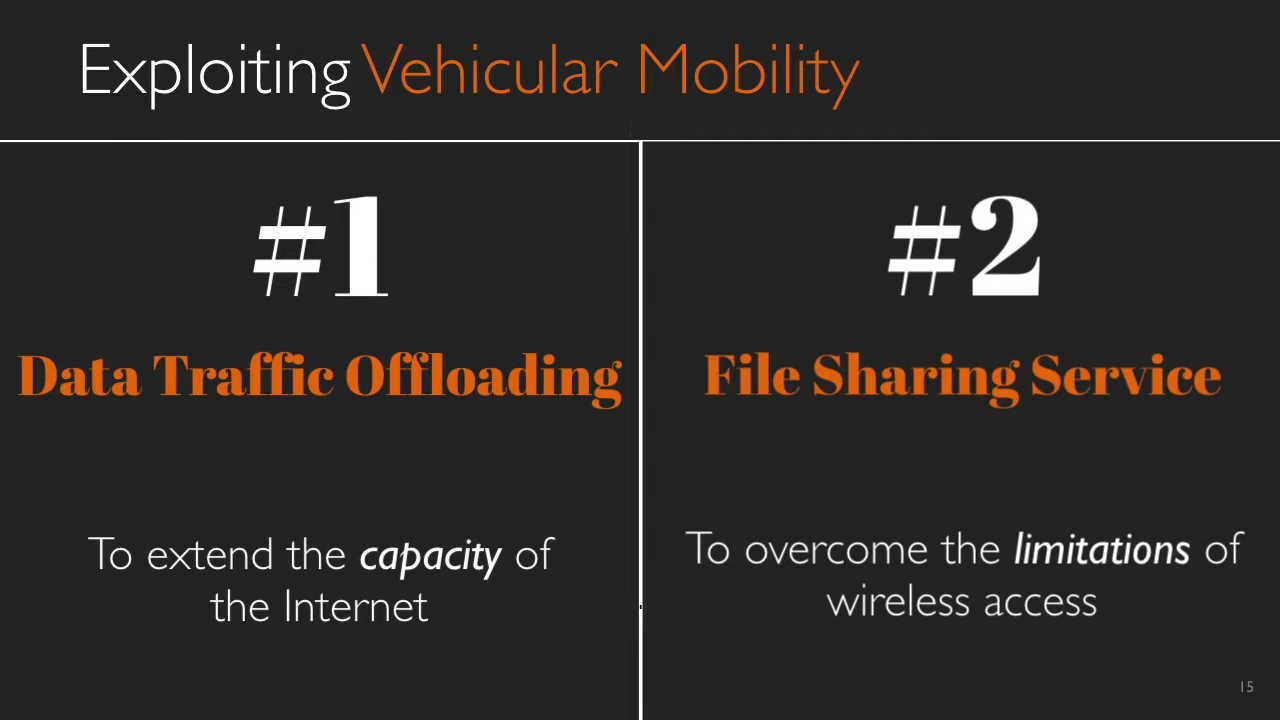 Exploiting Vehicular Mobility
#1
Data Traffic Offloading
To extend the capacity of
the Internet
#2
File Sharing Service
To overcome the limitations of
wireless access
15